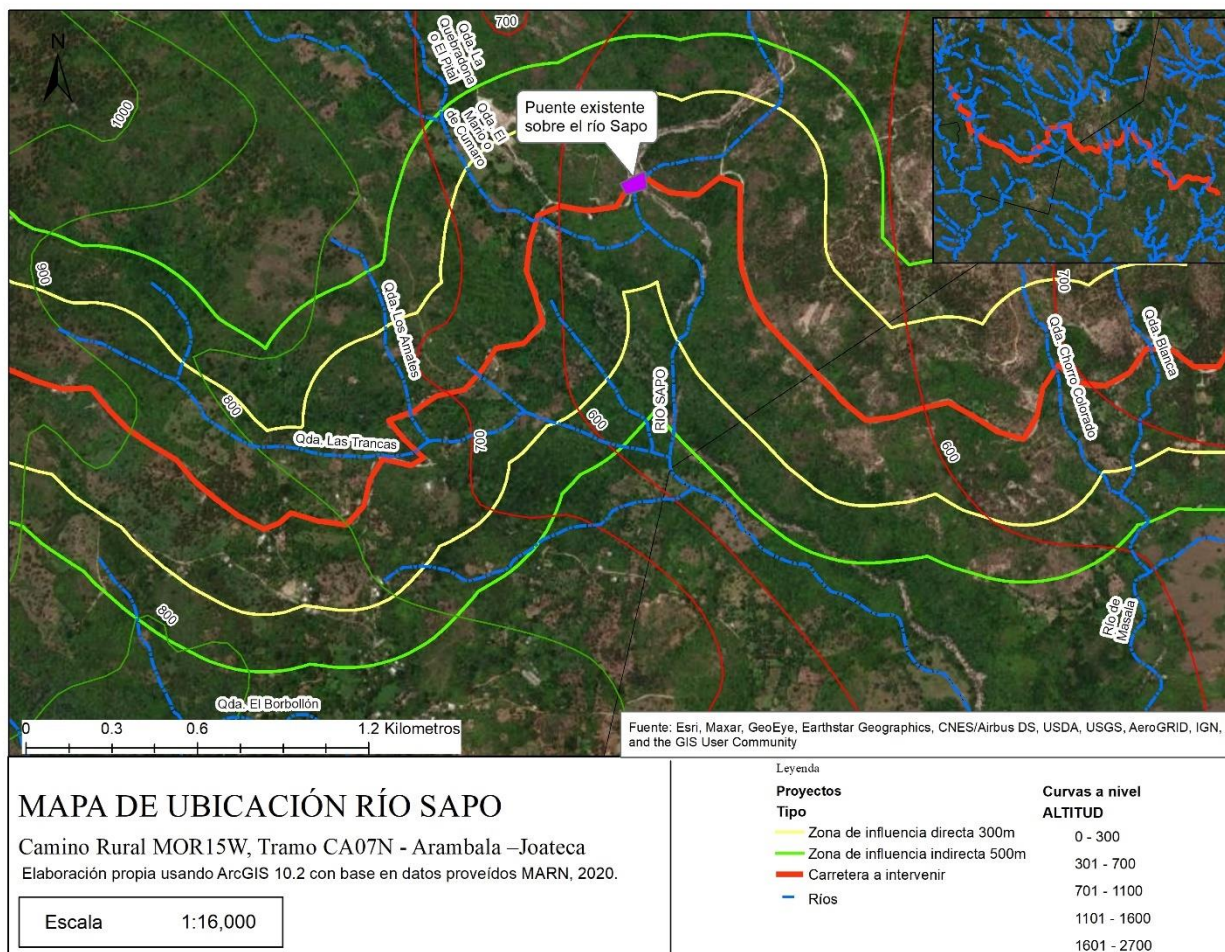 N
700
Qda. La
Quebradona
o El Pital
1000
Qda. El
Mario o
de Cumaro
Puente existente
sobre el río Sapo
900
700
Qda. Los Amates
Qda. Chorro Colorado
Qda. Blanca
800
RIO SAPO
600
Qda. Las Trancas
700
600
800
Río de
Masala
Qda. El Borbollón
0 0.3 0.6 1.2 Kilometros
Fuente: Esri, Maxar, GeoEye, Earthstar Geographics, CNES/Airbus DS, USDA, USGS, AeroGRID, IGN,
and the GIS User Community
MAPA DE UBICACIÓN RÍO SAPO
Camino Rural MOR15W, Tramo CA07N - Arambala –Joateca
Elaboración propia usando ArcGIS 10.2 con base en datos proveídos MARN, 2020.
Escala 1:16,000
Leyenda
Proyectos
Tipo
Zona de influencia directa 300m
Zona de influencia indirecta 500m
Carretera a intervenir
Ríos
Curvas a nivel
ALTITUD
0 - 300
301 - 700
701 - 1100
1101 - 1600
1601 - 2700